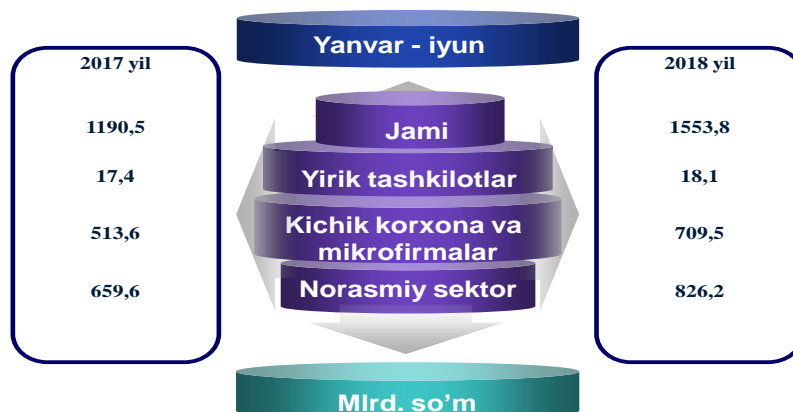 Yanvar - iyun
2017 yil
2018 yil
1190,5
Jami
1553,8
17,4
Yirik tashkilotlar
18,1
513,6
Kichik korxona va
mikrofirmalar
709,5
659,6
Norasmiy sektor
826,2
Mlrd. so’m